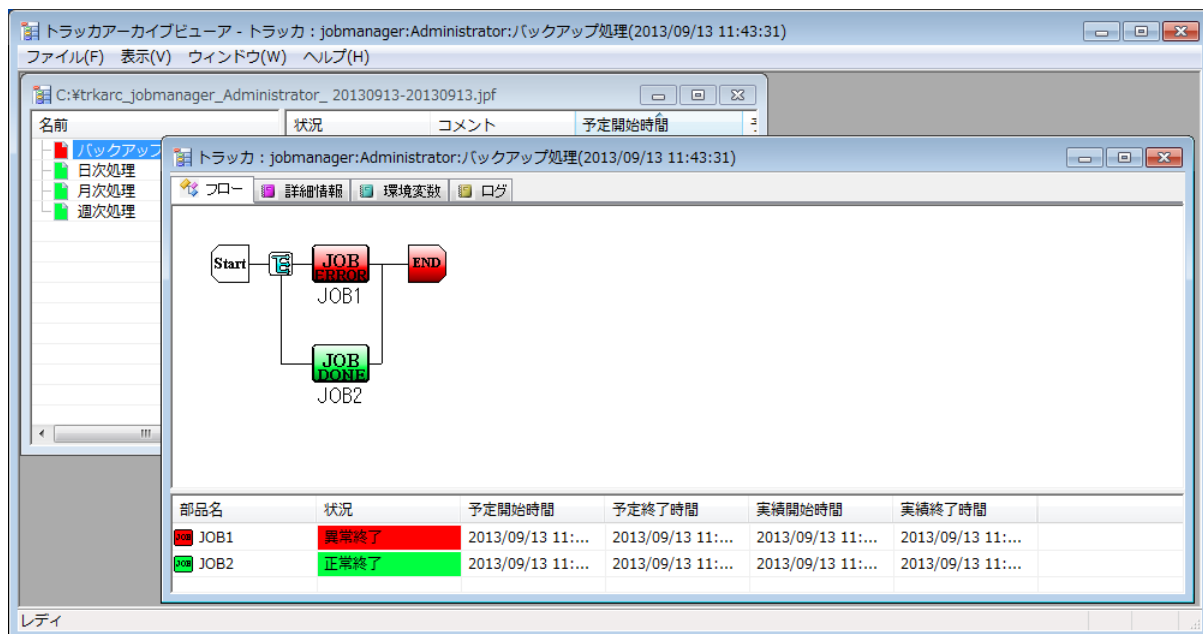 トラッカアーカイブビューア - トラッカ : jobmanager:Administrator:バックアップ処理(2013/09/13 11:43:31)
ファイル(F) 表示(V) ウィンドウ(W) ヘルプ(H)
C:¥trkarc_jobmanager_Administrator_ 20130913-20130913.jpf
名前 状況 コメント 予定開始時間
バックアップ
日次処理
月次処理
週次処理
トラッカ : jobmanager:Administrator:バックアップ処理(2013/09/13 11:43:31)
フロー 詳細情報 環境変数 ログ
Start JOB ERROR END
JOB1
JOB DONE
JOB2
部品名 状況 予定開始時間 予定終了時間 実績開始時間 実績終了時間
JOB JOB1 異常終了 2013/09/13 11:... 2013/09/13 11:... 2013/09/13 11:... 2013/09/13 11:...
JOB JOB2 正常終了 2013/09/13 11:... 2013/09/13 11:... 2013/09/13 11:... 2013/09/13 11:...
レディ